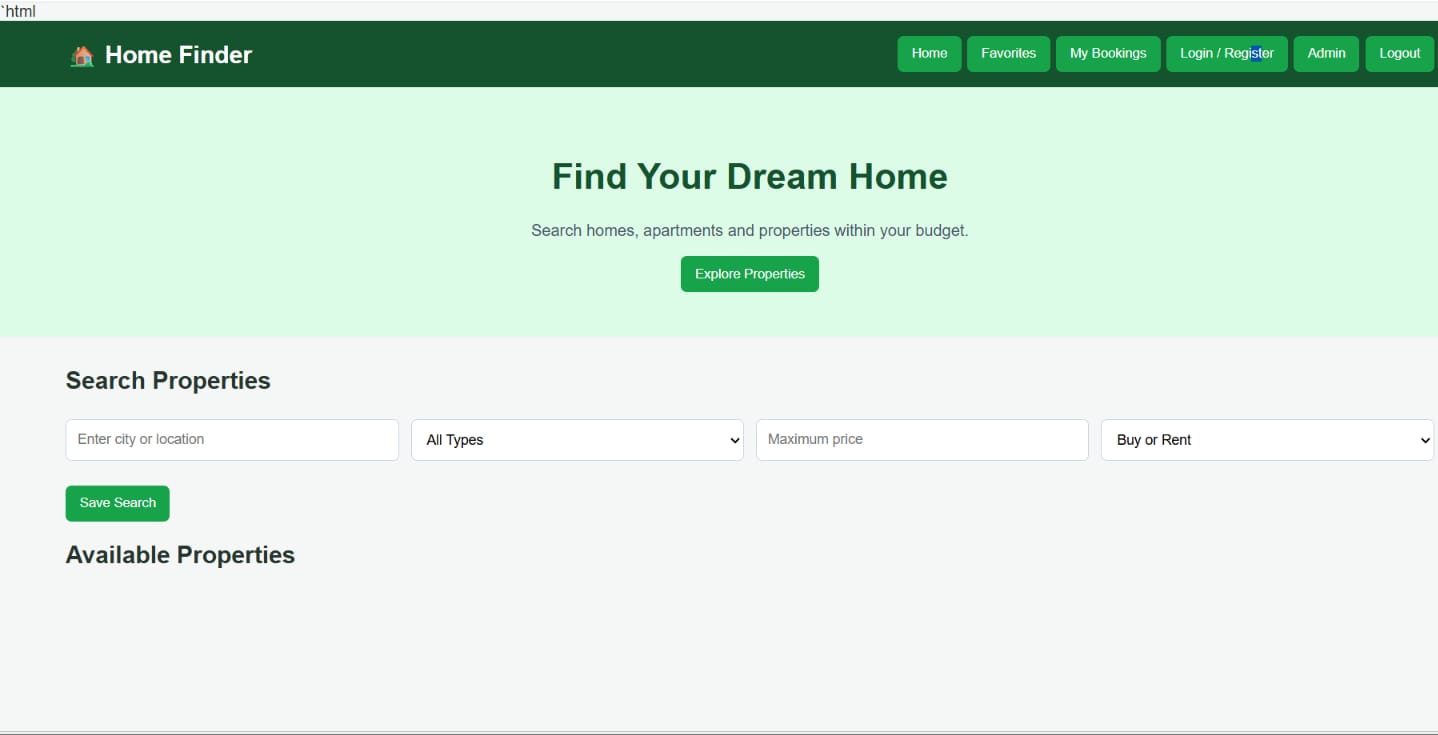 `html
Home Finder
Home Favorites My Bookings Login / Register Admin Logout
Find Your Dream Home
Search homes, apartments and properties within your budget.
Explore Properties
Search Properties
Enter city or location All Types Maximum price Buy or Rent
Save Search
Available Properties